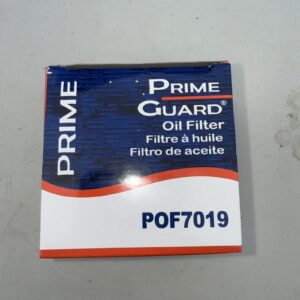 PRIME
PRIME
GUARD®
Oil Filter
Filtre à huile
Filtro de aceite
POF7019